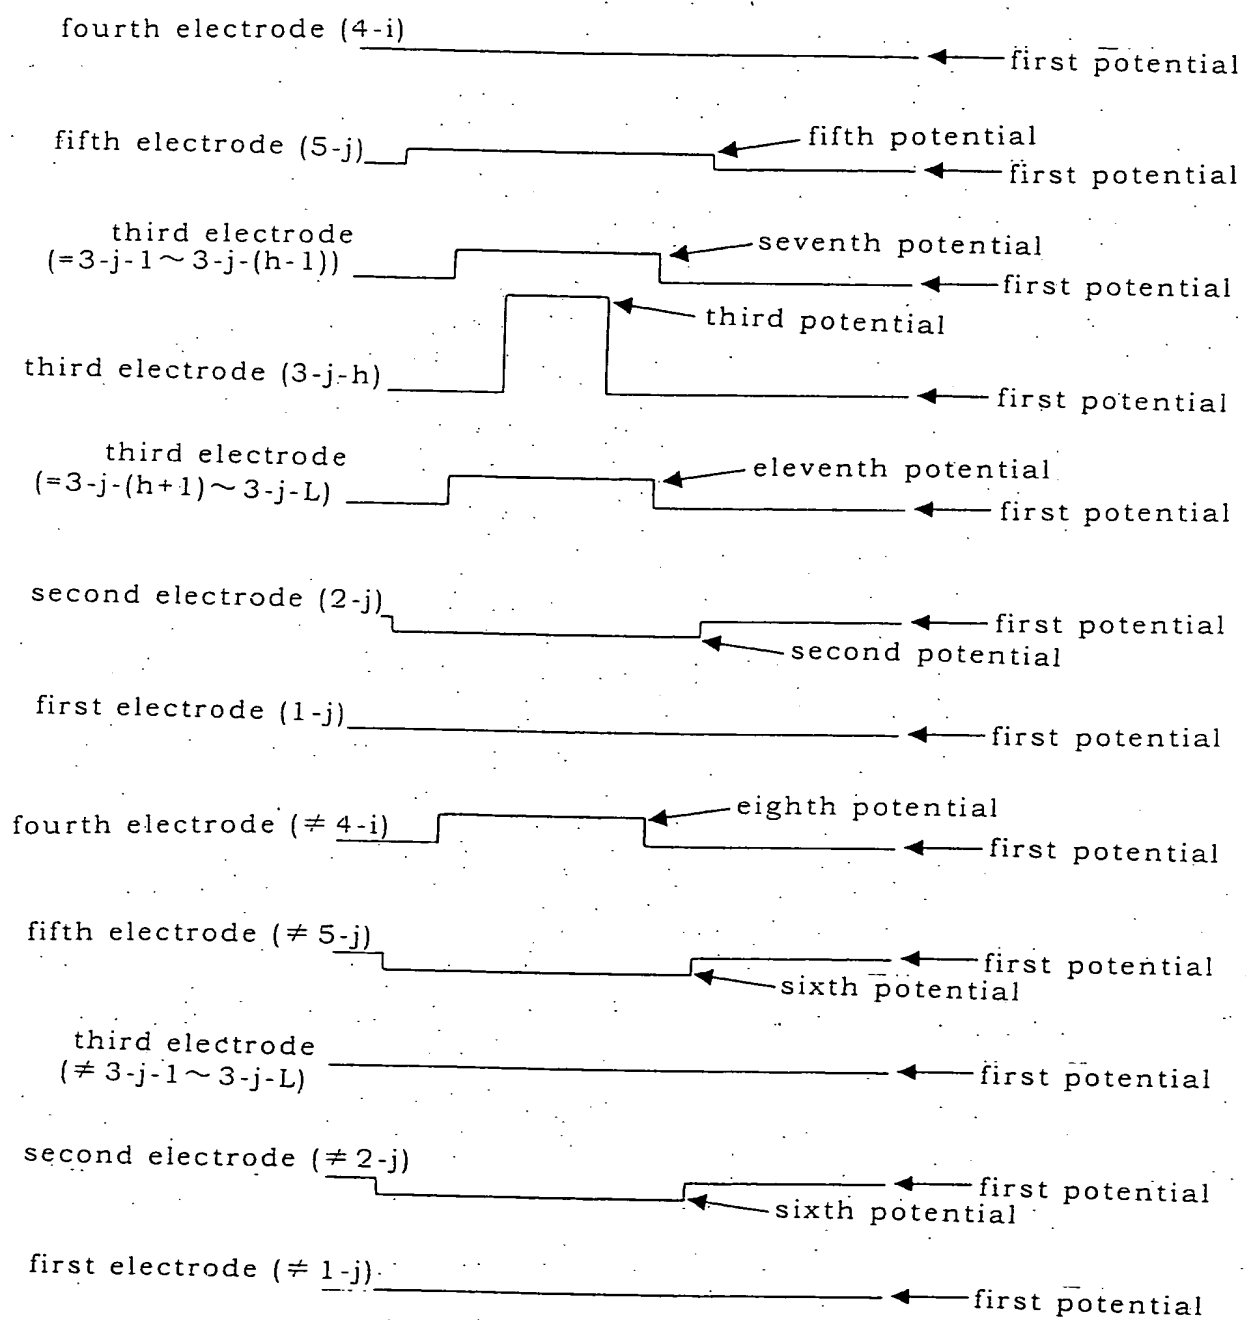 fourth electrode (4-i)
first potential
fifth electrode (5-j)
fifth potential
first potential
third electrode
(=3-j-1～3-j-(h-1))
seventh potential
first potential
third potential
third electrode (3-j-h)
first potential
third electrode
(=3-j-(h+1)～3-j-L)
eleventh potential
first potential
second electrode (2-j)
first potential
second potential
first electrode (1-j)
first potential
fourth electrode (≠ 4-i)
eighth potential
first potential
fifth electrode (≠ 5-j)
first potential
sixth potential
third electrode
(≠ 3-j-1～3-j-L)
first potential
second electrode (≠ 2-j)
first potential
sixth potential
first electrode (≠ 1-j)
first potential